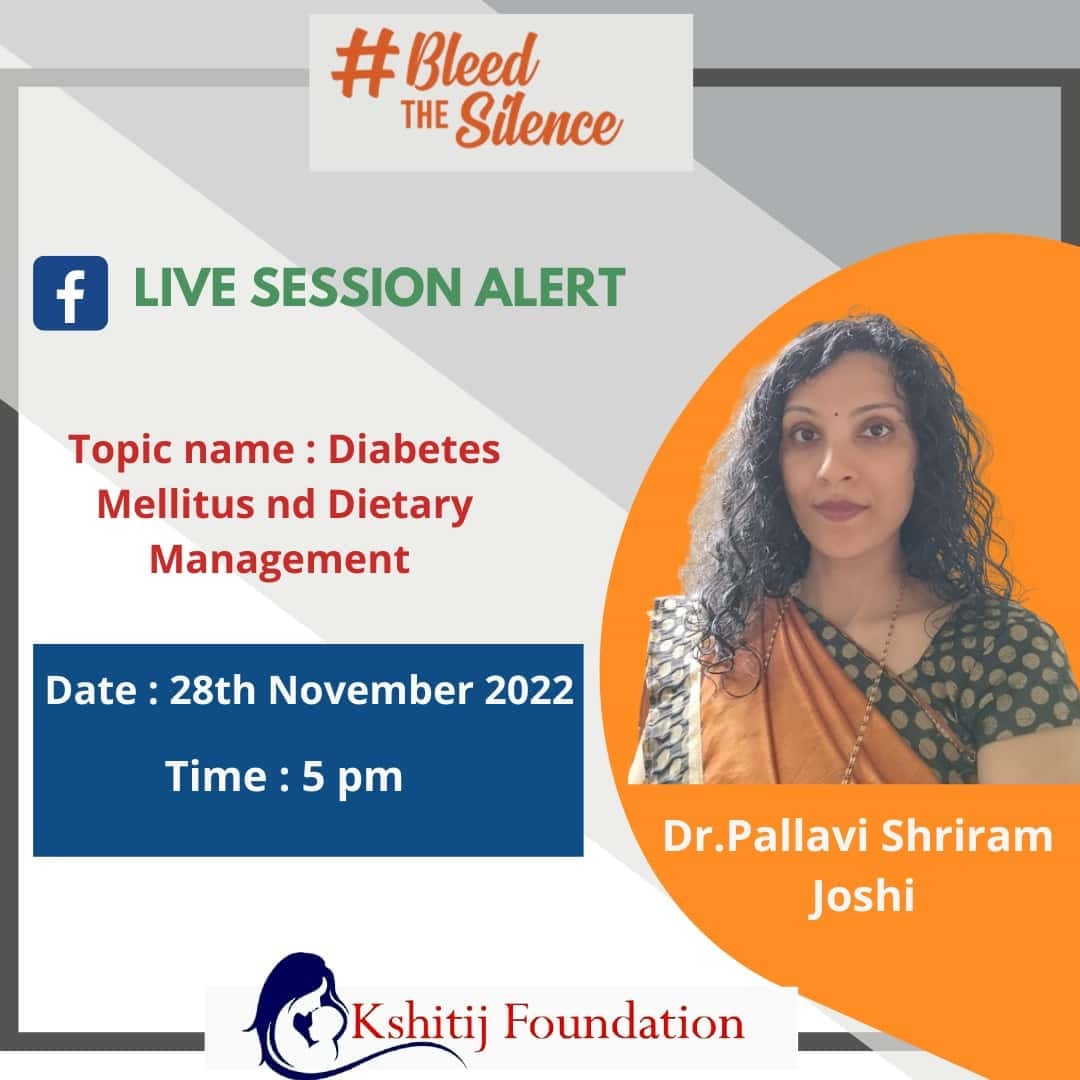 #Bleed
THE Silence
f LIVE SESSION ALERT
Topic name : Diabetes
Mellitus nd Dietary
Management
Date : 28th November 2022
Time : 5 pm
Dr.Pallavi Shriram
Joshi
Kshitij Foundation